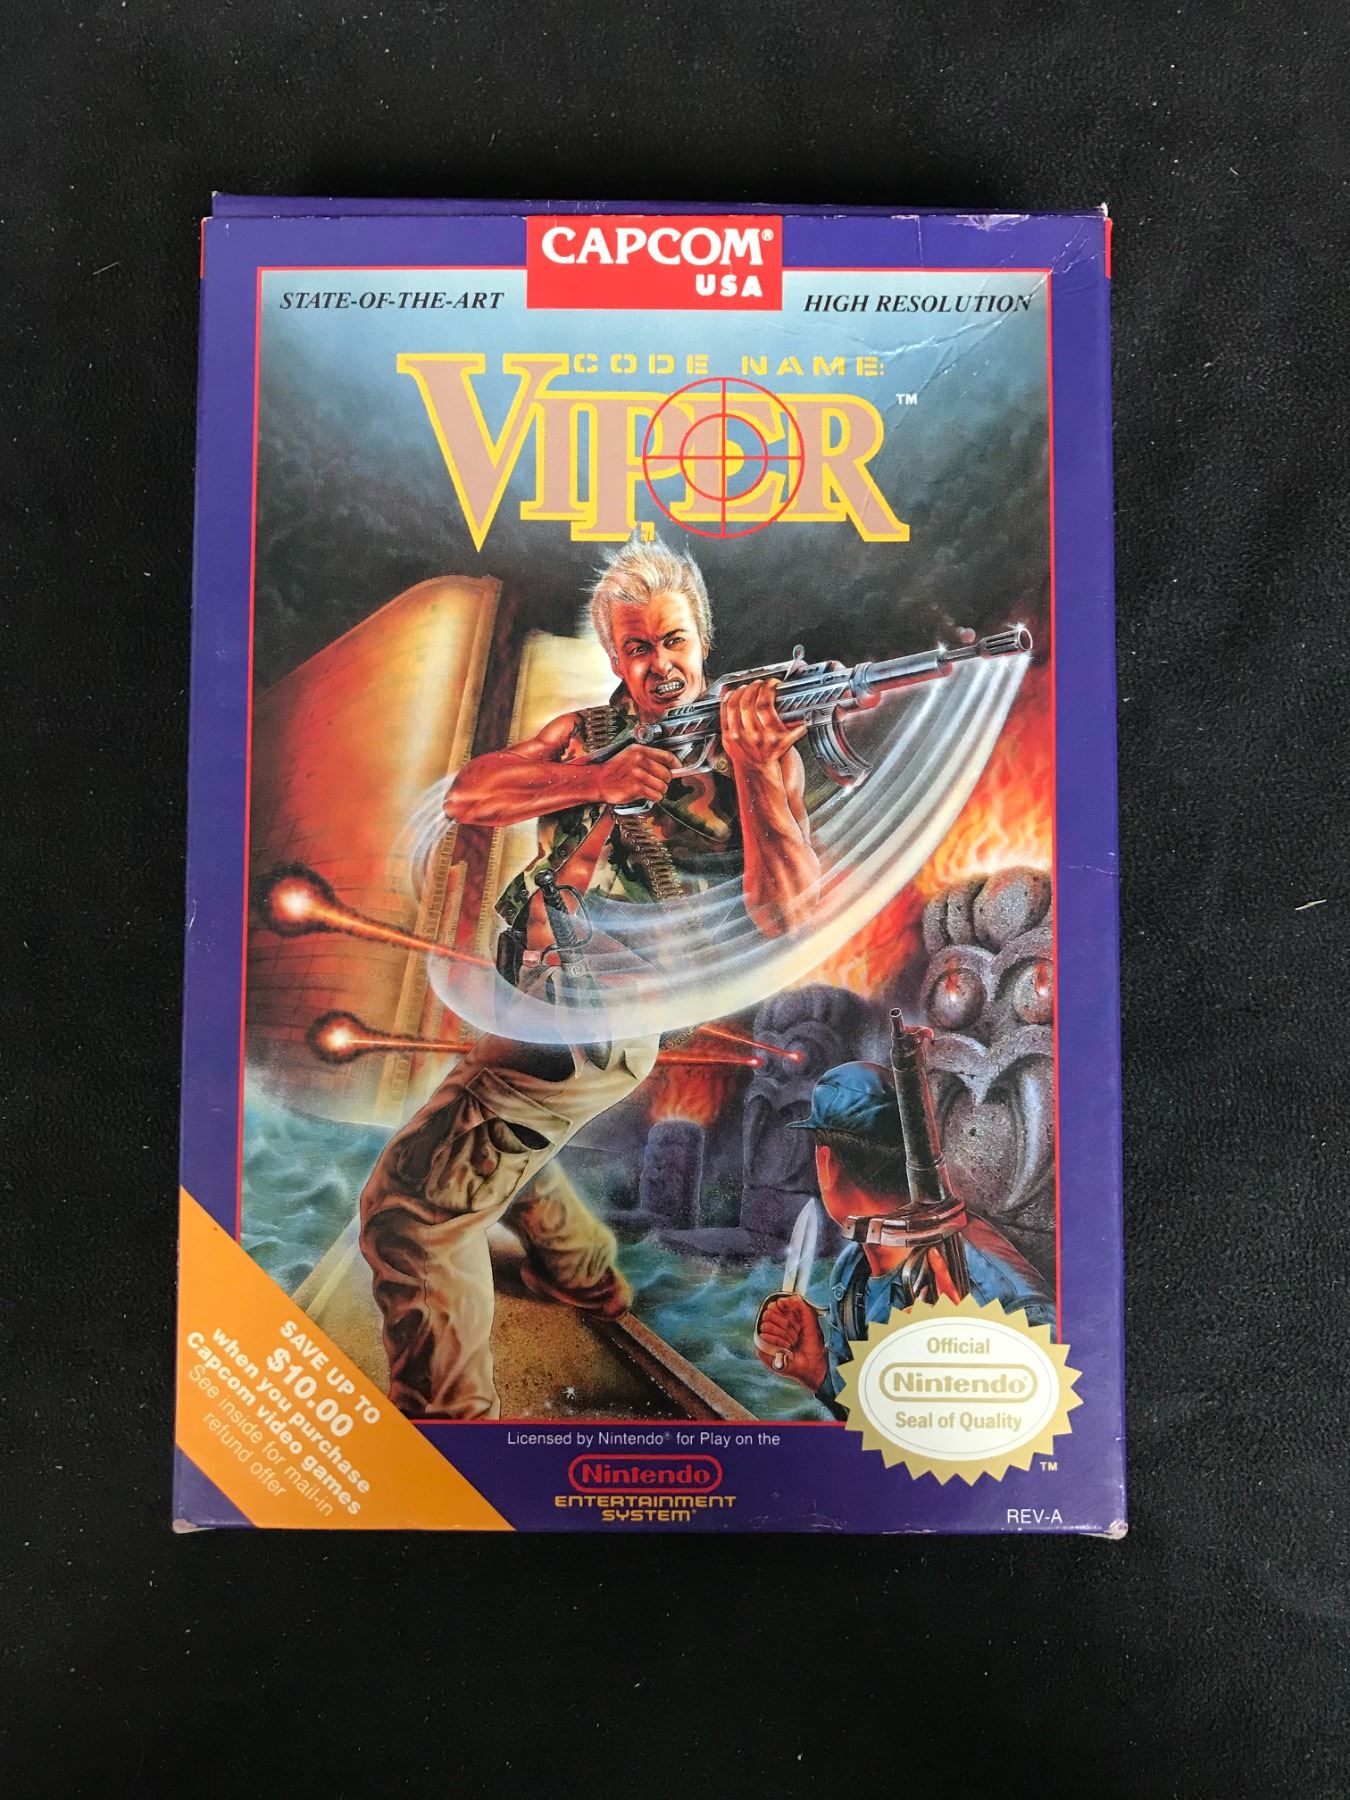 CAPCOM®
USA
STATE-OF-THE-ART
HIGH RESOLUTION
CODE NAME:
VIPER™
SAVE UP TO
$10.00
when you purchase
Capcom video games
See inside for mail-in
refund offer
Licensed by Nintendo® for Play on the
Nintendo
ENTERTAINMENT
SYSTEM®
Official
Nintendo®
Seal of Quality
TM
REV-A